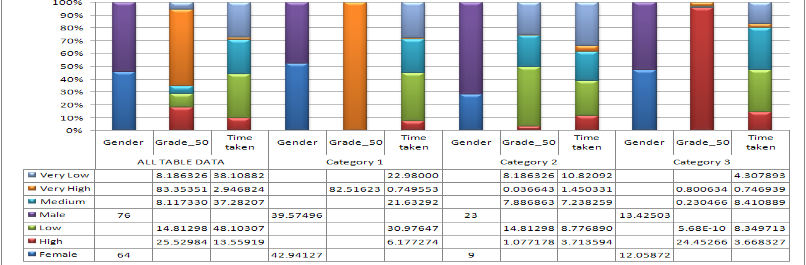 100%
90%
80%
70%
60%
50%
40%
30%
20%
10%
0%
Gender Grade_50 Time taken Gender Grade_50 Time taken Gender Grade_50 Time taken Gender Grade_50 Time taken
ALL TABLE DATA Category 1 Category 2 Category 3
Very Low 8.186326 38.10882 22.98000 8.186326 10.82092 4.307893
Very High 83.35351 2.946824 82.51623 0.749553 0.036643 1.450331 0.800634 0.746939
Medium 8.117330 37.28207 21.63292 7.886863 7.238259 0.230466 8.410889
Male 76 39.57496 23 13.42503
Low 14.81298 48.10307 30.97647 14.81298 8.776890 5.68E-10 8.349713
High 25.52984 13.55919 6.177274 1.077178 3.713594 24.45266 3.668327
Female 64 42.94127 9 12.05872